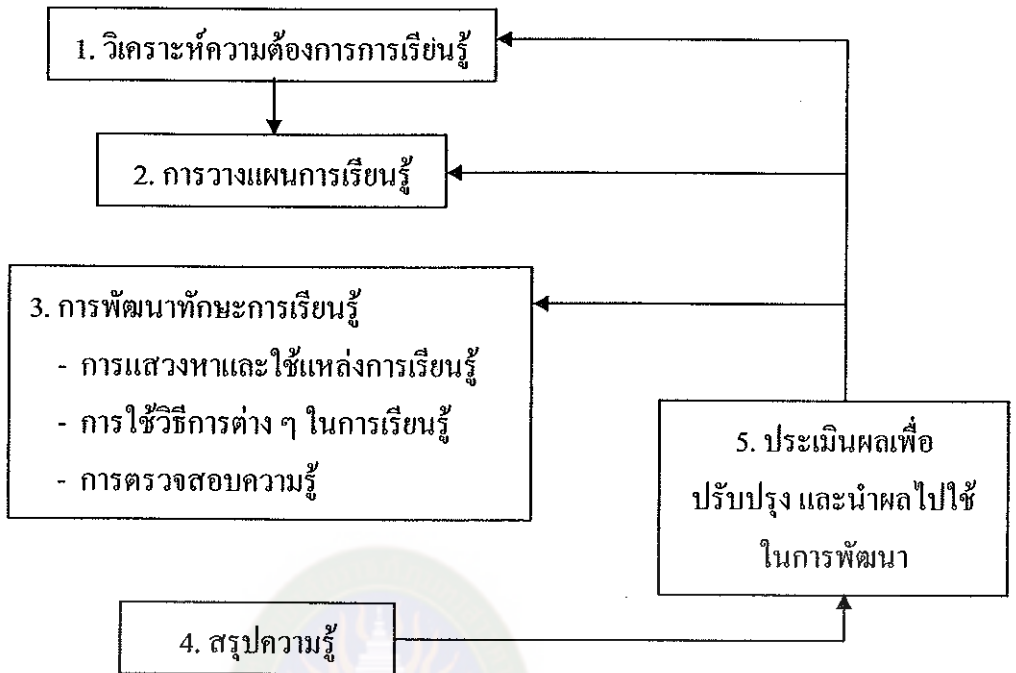 1. วิเคราะห์ความต้องการการเรียนรู้
2. การวางแผนการเรียนรู้
3. การพัฒนาทักษะการเรียนรู้
- การแสวงหาและใช้แหล่งการเรียนรู้
- การใช้วิธีการต่าง ๆ ในการเรียนรู้
- การตรวจสอบความรู้
4. สรุปความรู้
5. ประเมินผลเพื่อ
ปรับปรุง และนำผลไปใช้
ในการพัฒนา